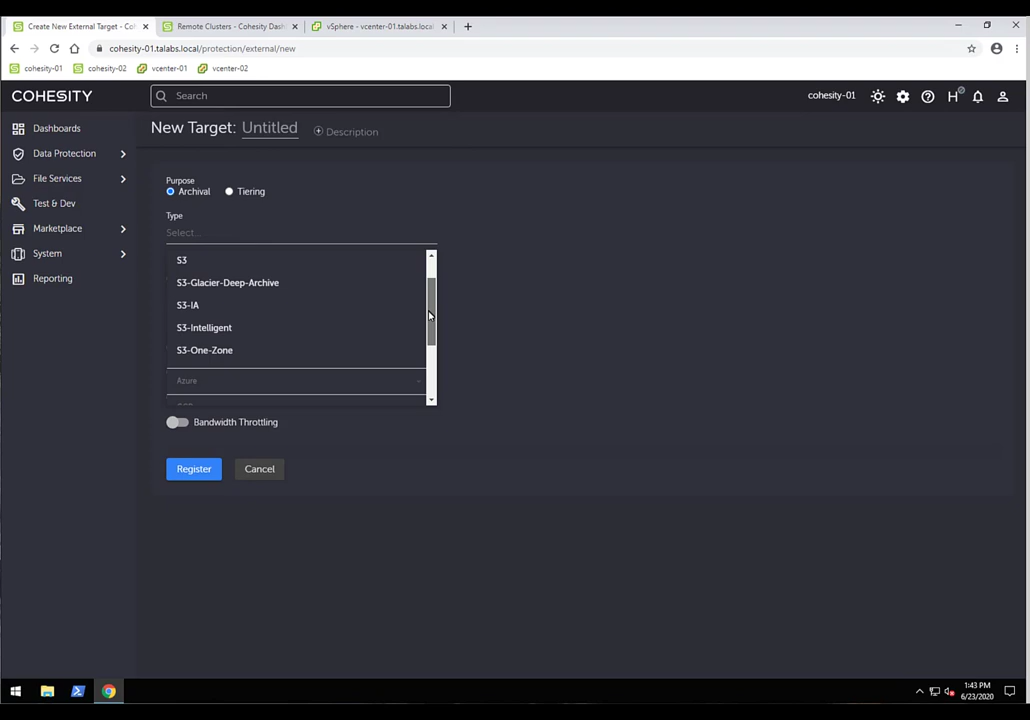 Create New External Target - Coh
Remote Clusters - Cohesity Dash
vSphere - vcenter-01.talabs.local
cohesity-01.talabs.local/protection/external/new
cohesity-01
cohesity-02
vcenter-01
vcenter-02
COHESITY
Search
cohesity-01
H
New Target: Untitled
Description
Dashboards
Data Protection
File Services
Test & Dev
Marketplace
System
Reporting
Purpose
Archival
Tiering
Type
Select...
S3
S3-Glacier-Deep-Archive
S3-IA
S3-Intelligent
S3-One-Zone
Azure
Bandwidth Throttling
Register
Cancel
1:43 PM
6/23/2020